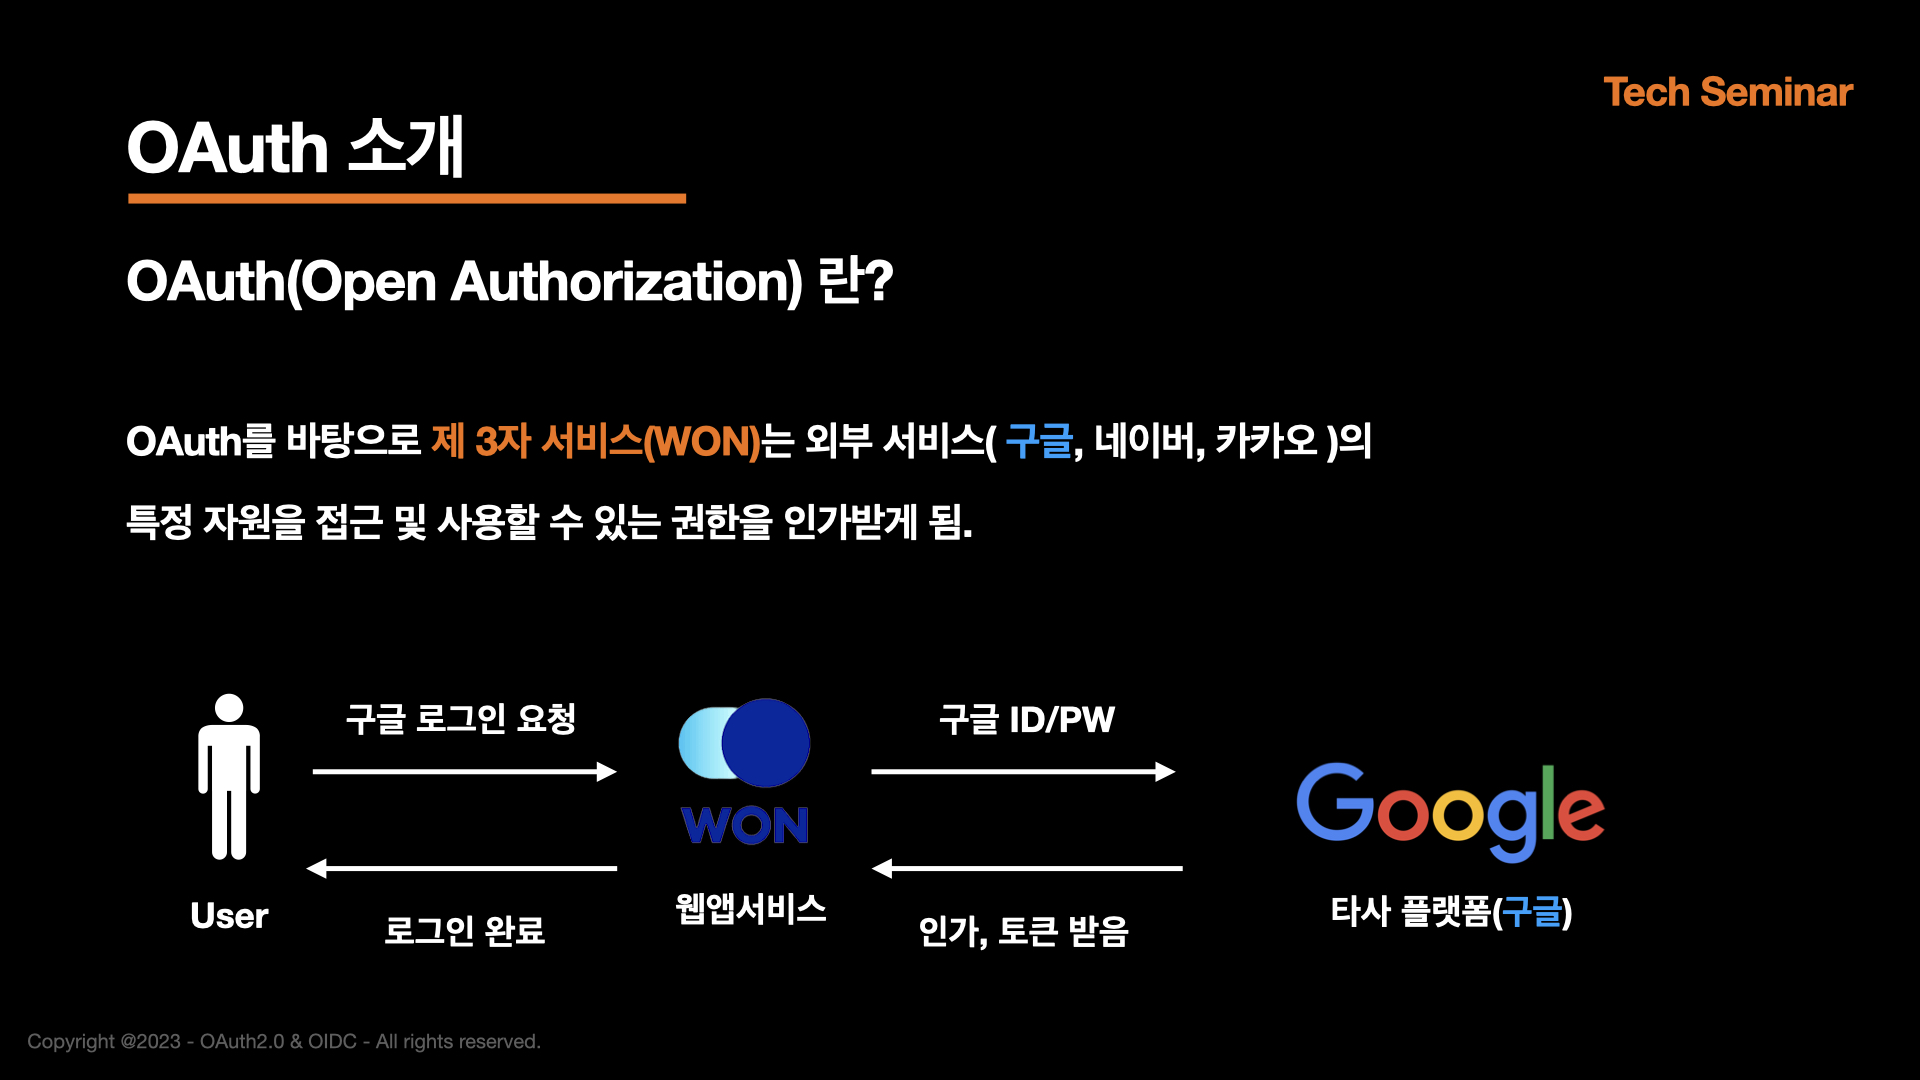 Tech Seminar
OAuth 소개
OAuth(Open Authorization) 란?
OAuth를 바탕으로 제 3자 서비스(WON)는 외부 서비스( 구글, 네이버, 카카오 )의
특정 자원을 접근 및 사용할 수 있는 권한을 인가받게 됨.
구글 로그인 요청
구글 ID/PW
WON
Google
User
로그인 완료
웹앱서비스
인가, 토큰 받음
타사 플랫폼(구글)
Copyright @2023 - OAuth2.0 & OIDC - All rights reserved.